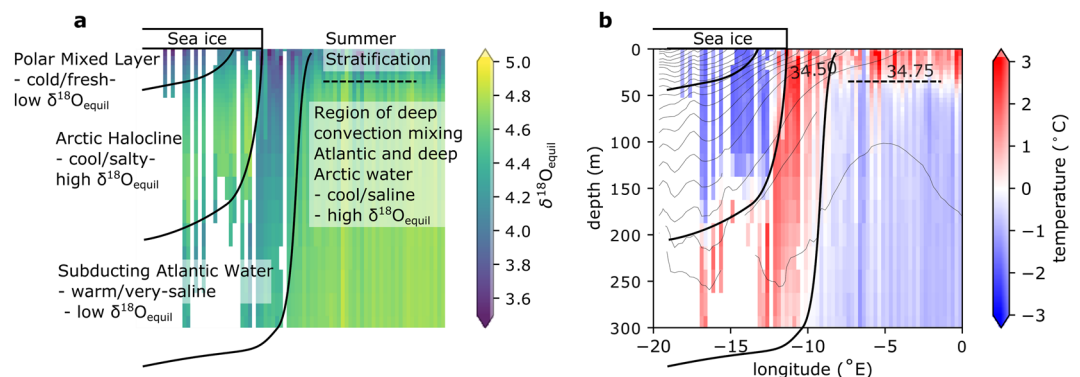 a
Sea ice
Polar Mixed Layer
- cold/fresh-
low δ¹⁸Oequil
Arctic Halocline
- cool/salty-
high δ¹⁸Oequil
Subducting Atlantic Water
- warm/very-saline
- low δ¹⁸Oequil
Summer
Stratification
Region of deep
convection mixing
Atlantic and deep
Arctic water
- cool/saline
- high δ¹⁸Oequil
5.0
4.8
4.6
4.4
4.2
4.0
3.8
3.6
δ¹⁸Oequil
b
Sea ice
34.50
34.75
0
50
100
150
200
250
300
depth (m)
−20
−15
−10
−5
0
longitude (°E)
3
2
1
0
−1
−2
−3
temperature (°C)